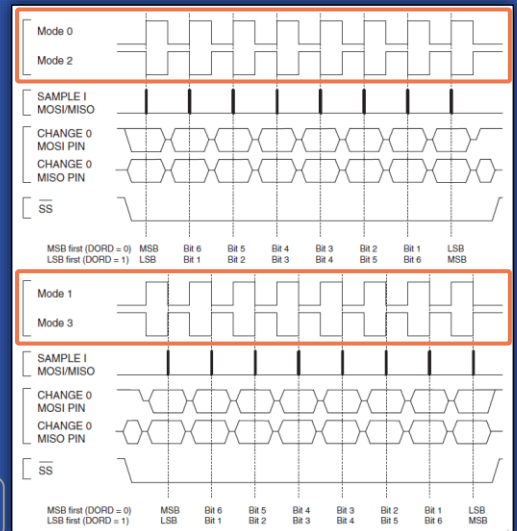 Mode 0
Mode 2
SAMPLE I
MOSI/MISO
CHANGE 0
MOSI PIN
CHANGE 0
MISO PIN
SS
MSB first (DORD = 0) MSB Bit 6 Bit 5 Bit 4 Bit 3 Bit 2 Bit 1 LSB
LSB first (DORD = 1) LSB Bit 1 Bit 2 Bit 3 Bit 4 Bit 5 Bit 6 MSB
Mode 1
Mode 3
SAMPLE I
MOSI/MISO
CHANGE 0
MOSI PIN
CHANGE 0
MISO PIN
SS
MSB first (DORD = 0) MSB Bit 6 Bit 5 Bit 4 Bit 3 Bit 2 Bit 1 LSB
LSB first (DORD = 1) LSB Bit 1 Bit 2 Bit 3 Bit 4 Bit 5 Bit 6 MSB